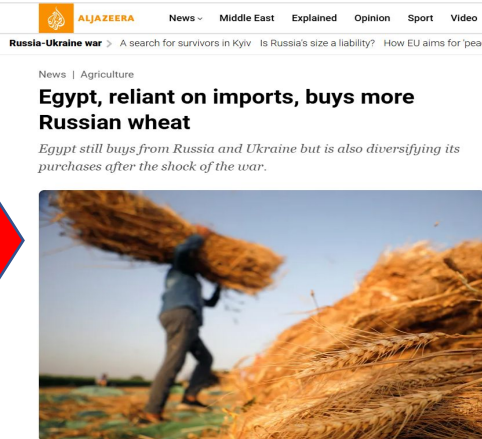 ALJAZEERA News Middle East Explained Opinion Sport Video
Russia-Ukraine war A search for survivors in Kyiv Is Russia's size a liability? How EU aims for 'pea
News | Agriculture
Egypt, reliant on imports, buys more
Russian wheat
Egypt still buys from Russia and Ukraine but is also diversifying its
purchases after the shock of the war.